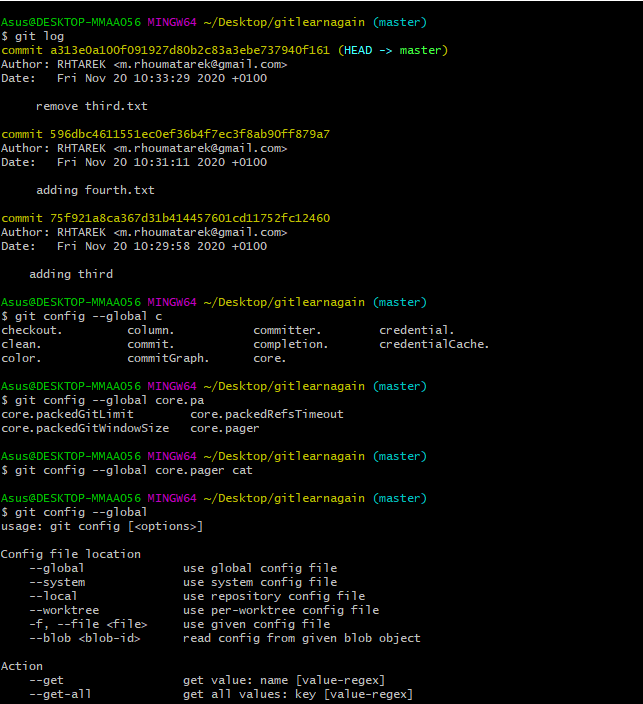 Asus@DESKTOP-MMAAO56 MINGW64 ~/Desktop/gitlearnagain (master)
$ git log
commit a313e0a100f091927d80b2c83a3ebe737940f161 (HEAD -> master)
Author: RHTAREK <m.rhoumatarek@gmail.com>
Date:   Fri Nov 20 10:33:29 2020 +0100

     remove third.txt

commit 596dbc4611551ec0ef36b4f7ec3f8ab90ff879a7
Author: RHTAREK <m.rhoumatarek@gmail.com>
Date:   Fri Nov 20 10:31:11 2020 +0100

     adding fourth.txt

commit 75f921a8ca367d31b414457601cd11752fc12460
Author: RHTAREK <m.rhoumatarek@gmail.com>
Date:   Fri Nov 20 10:29:58 2020 +0100

    adding third

Asus@DESKTOP-MMAAO56 MINGW64 ~/Desktop/gitlearnagain (master)
$ git config --global c
checkout.         column.           committer.        credential.
clean.            commit.           completion.       credentialCache.
color.            commitGraph.      core.

Asus@DESKTOP-MMAAO56 MINGW64 ~/Desktop/gitlearnagain (master)
$ git config --global core.pa
core.packedGitLimit        core.packedRefsTimeout
core.packedGitWindowSize   core.pager

Asus@DESKTOP-MMAAO56 MINGW64 ~/Desktop/gitlearnagain (master)
$ git config --global core.pager cat

Asus@DESKTOP-MMAAO56 MINGW64 ~/Desktop/gitlearnagain (master)
$ git config --global
usage: git config [<options>]

Config file location
    --global              use global config file
    --system              use system config file
    --local               use repository config file
    --worktree            use per-worktree config file
    -f, --file <file>     use given config file
    --blob <blob-id>      read config from given blob object

Action
    --get                 get value: name [value-regex]
    --get-all             get all values: key [value-regex]